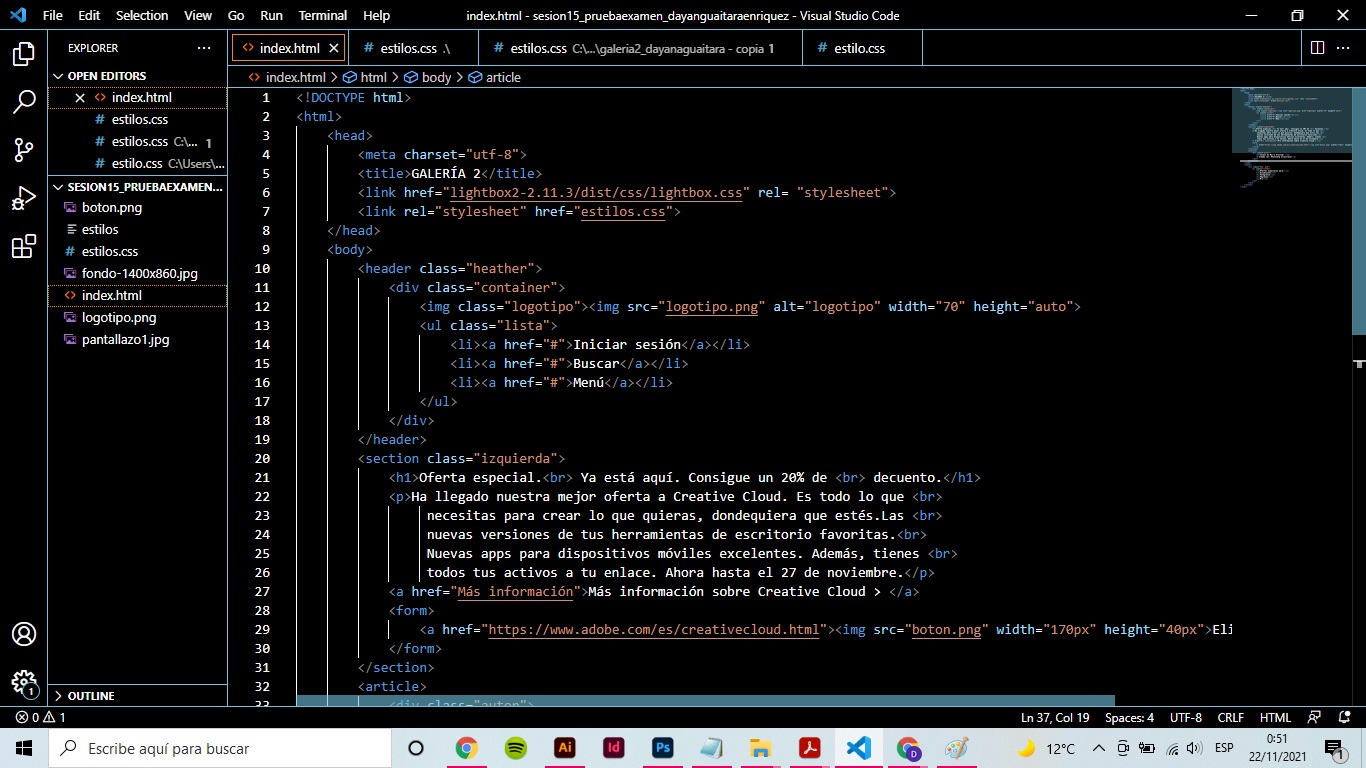 File Edit Selection View Go Run Terminal Help index.html - sesion15_pruebaexamen_dayanguaitaraenriquez - Visual Studio Code
EXPLORER ...
OPEN EDITORS
index.html
estilos.css
estilos.css C:\... 1
estilo.css C:\Users\...
SESION15_PRUEBAEXAMEN...
boton.png
estilos
estilos.css
fondo-1400x860.jpg
index.html
logotipo.png
pantallazo1.jpg
OUTLINE
index.html estilos.css .\ estilos.css C:\...\galeria2_dayanaguaitara - copia 1 estilo.css
index.html > html > body > article
1 <!DOCTYPE html>
2 <html>
3 <head>
4 <meta charset="utf-8">
5 <title>GALERÍA 2</title>
6 <link href="lightbox2-2.11.3/dist/css/lightbox.css" rel= "stylesheet">
7 <link rel="stylesheet" href="estilos.css">
8 </head>
9 <body>
10 <header class="heather">
11 <div class="container">
12 <img class="logotipo"><img src="logotipo.png" alt="logotipo" width="70" height="auto">
13 <ul class="lista">
14 <li><a href="#">Iniciar sesión</a></li>
15 <li><a href="#">Buscar</a></li>
16 <li><a href="#">Menú</a></li>
17 </ul>
18 </div>
19 </header>
20 <section class="izquierda">
21 <h1>Oferta especial.<br> Ya está aquí. Consigue un 20% de <br> decuento.</h1>
22 <p>Ha llegado nuestra mejor oferta a Creative Cloud. Es todo lo que <br>
23 necesitas para crear lo que quieras, dondequiera que estés.Las <br>
24 nuevas versiones de tus herramientas de escritorio favoritas.<br>
25 Nuevas apps para dispositivos móviles excelentes. Además, tienes <br>
26 todos tus activos a tu enlace. Ahora hasta el 27 de noviembre.</p>
27 <a href="Más información">Más información sobre Creative Cloud > </a>
28 <form>
29 <a href="https://www.adobe.com/es/creativecloud.html"><img src="boton.png" width="170px" height="40px">Eli
30 </form>
31 </section>
32 <article>
33 <div class="auton">
1
0 1 Ln 37, Col 19 Spaces: 4 UTF-8 CRLF HTML
Escribe aquí para buscar
Ai Id Ps D
12°C ESP 0:51
22/11/2021 1